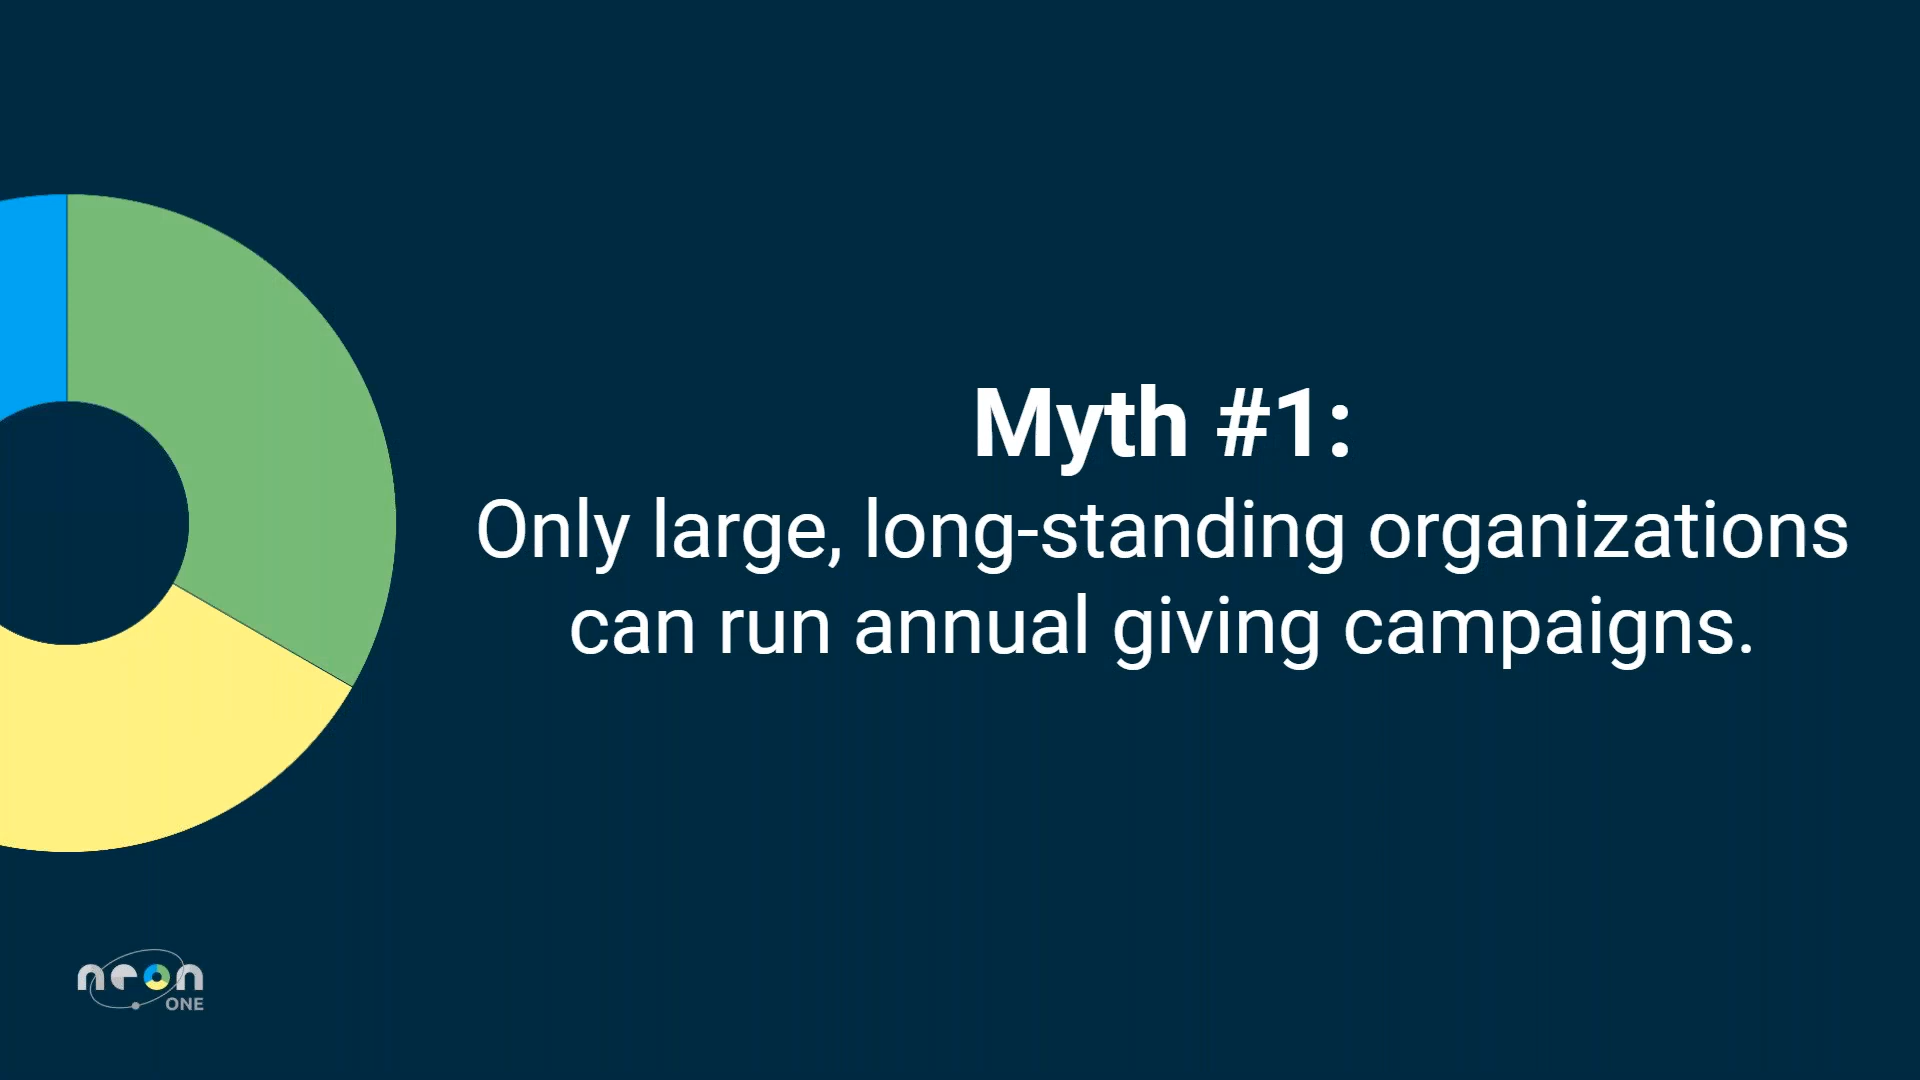 Myth #1:
Only large, long-standing organizations
can run annual giving campaigns.
neon
ONE